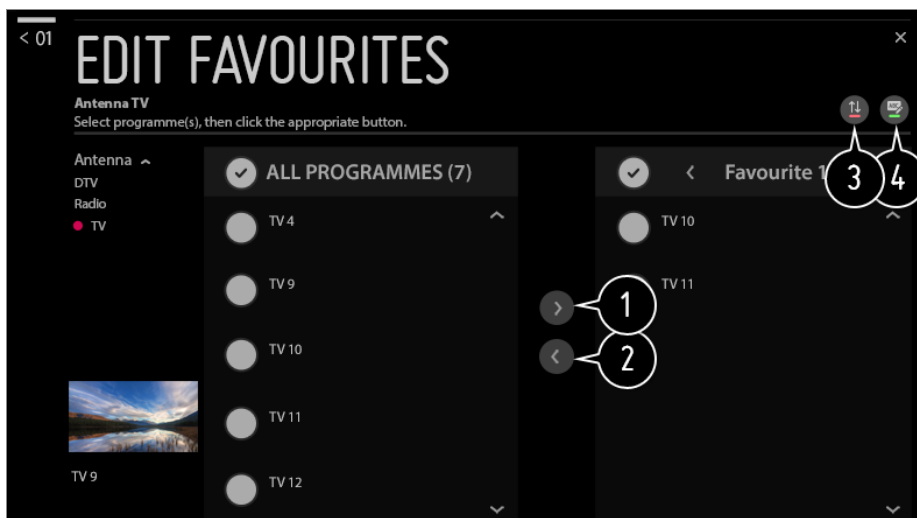 < 01
EDIT FAVOURITES
×
Antenna TV
Select programme(s), then click the appropriate button.
Antenna
DTV
Radio
TV
ALL PROGRAMMES (7)
TV 4
TV 9
TV 10
TV 11
TV 12
Favourite 1
TV 10
TV 11
1
2
3
4
TV 9